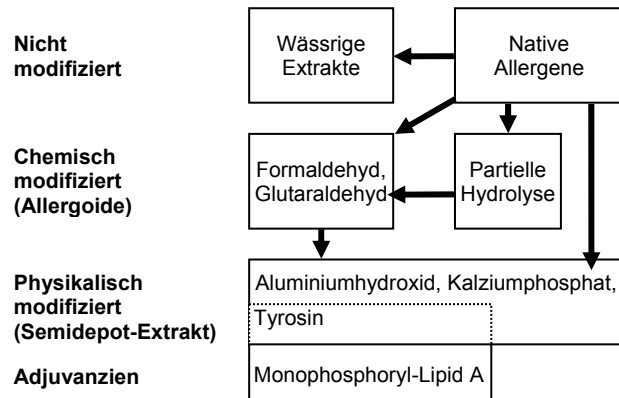 Nicht
modifiziert
Wässrige
Extrakte
Native
Allergene
Chemisch
modifiziert
(Allergoide)
Formaldehyd,
Glutaraldehyd
Partielle
Hydrolyse
Physikalisch
modifiziert
(Semidepot-Extrakt)
Aluminiumhydroxid, Kalziumphosphat,
Tyrosin
Adjuvanzien
Monophosphoryl-Lipid A